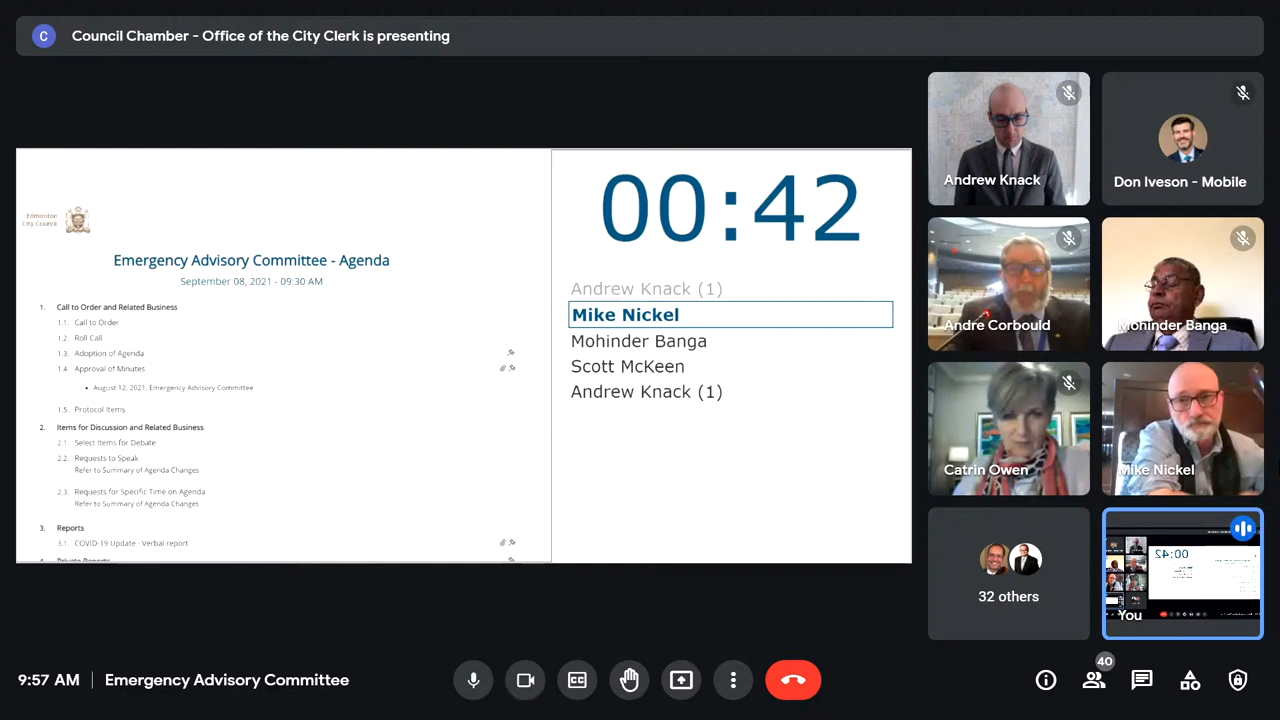 C
Council Chamber - Office of the City Clerk is presenting
Edmonton
City Council
Emergency Advisory Committee - Agenda
September 08, 2021 - 09:30 AM
1. Call to Order and Related Business
1.1. Call to Order
1.2. Roll Call
1.3. Adoption of Agenda
1.4. Approval of Minutes
• August 12, 2021, Emergency Advisory Committee
1.5. Protocol Items
2. Items for Discussion and Related Business
2.1. Select Items for Debate
2.2. Requests to Speak
Refer to Summary of Agenda Changes
2.3. Requests for Specific Time on Agenda
Refer to Summary of Agenda Changes
3. Reports
3.1. COVID-19 Update - Verbal report
4. Private Reports
00:42
Andrew Knack (1)
Mike Nickel
Mohinder Banga
Scott McKeen
Andrew Knack (1)
Andrew Knack
Don Iveson - Mobile
Andre Corbould
Mohinder Banga
Catrin Owen
Mike Nickel
32 others
00:42
You
9:57 AM | Emergency Advisory Committee
40